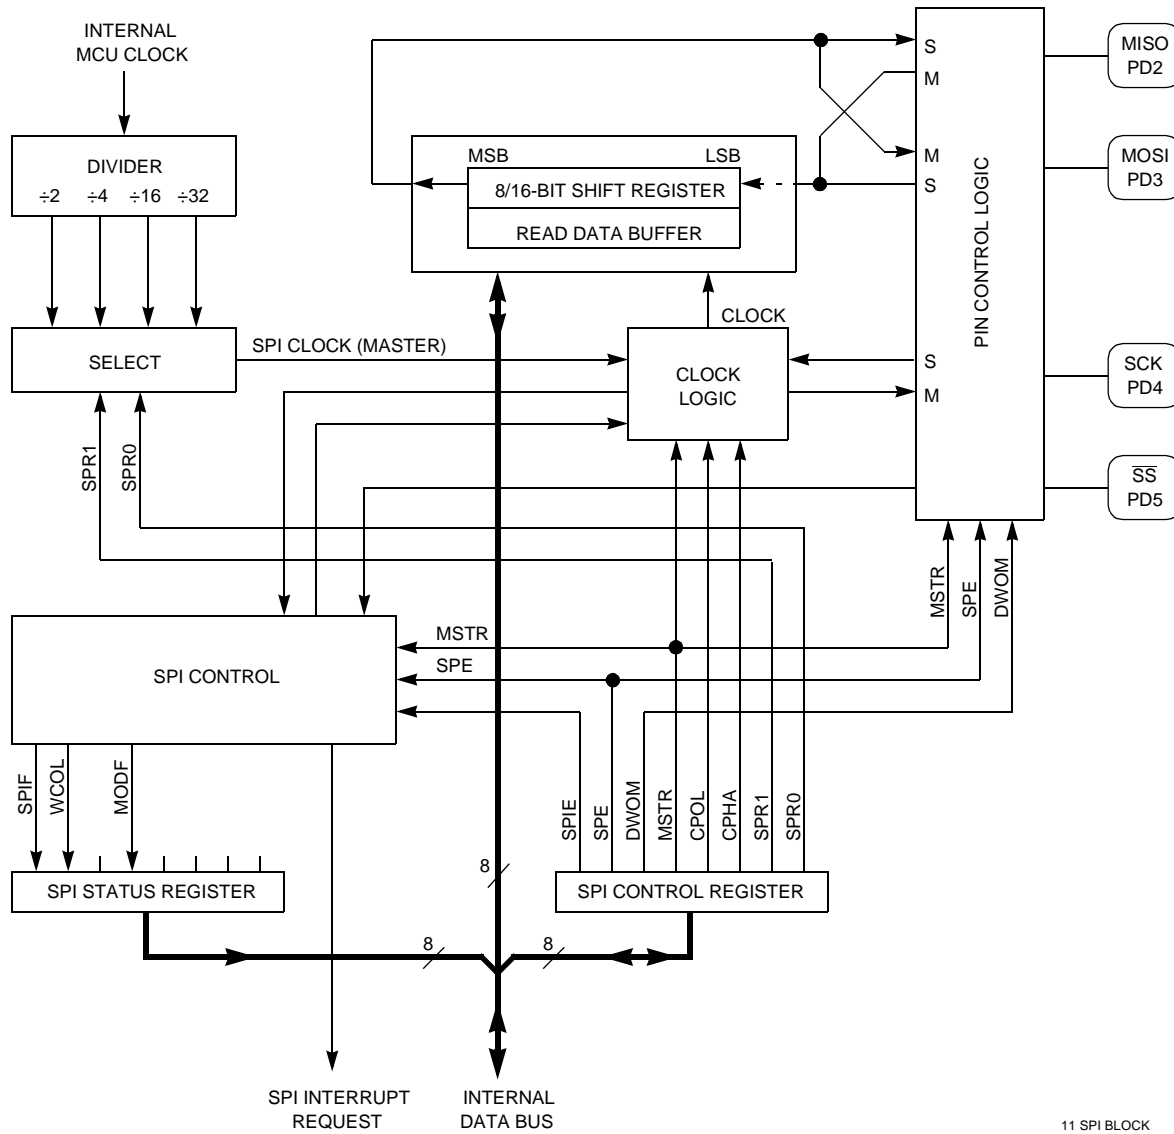 INTERNAL
MCU CLOCK
DIVIDER
÷2 ÷4 ÷16 ÷32
SELECT
SPI CLOCK (MASTER)
SPR1
SPR0
MSB LSB
8/16-BIT SHIFT REGISTER
READ DATA BUFFER
CLOCK
CLOCK
LOGIC
S
M
M
S
S
M
PIN CONTROL LOGIC
MISO
PD2
MOSI
PD3
SCK
PD4
SS
PD5
MSTR
SPE
DWOM
SPI CONTROL
MSTR
SPE
SPIF
WCOL
MODF
SPIE
SPE
DWOM
MSTR
CPOL
CPHA
SPR1
SPR0
SPI STATUS REGISTER
8
SPI CONTROL REGISTER
8
8
SPI INTERRUPT
REQUEST
INTERNAL
DATA BUS
11 SPI BLOCK